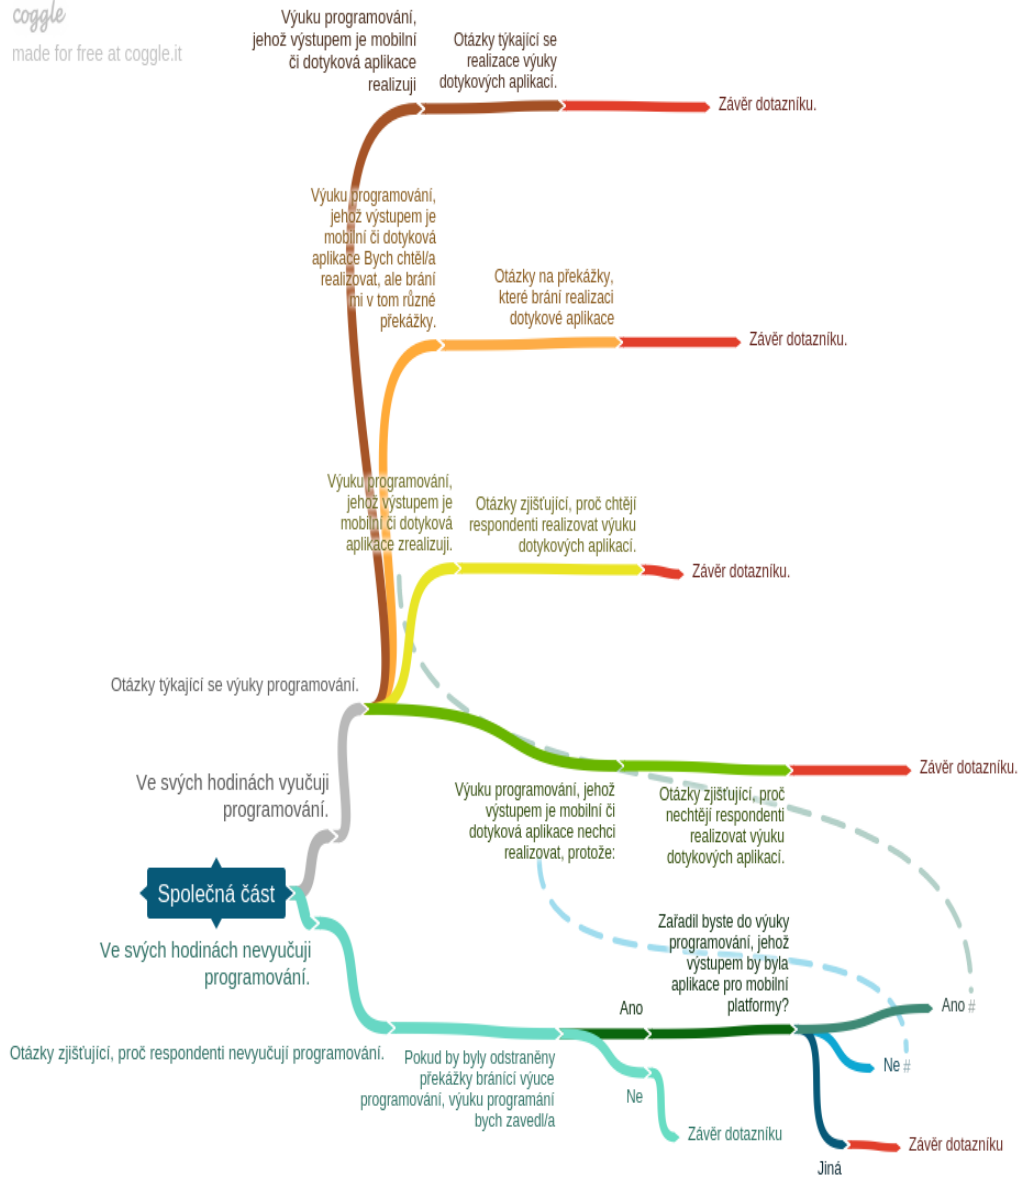 coggle
made for free at coggle.it
Výuku programování,
jehož výstupem je mobilní
či dotyková aplikace
realizuji
Otázky týkající se
realizace výuky
dotykových aplikací.
Závěr dotazníku.
Výuku programování,
jehož výstupem je
mobilní či dotyková
aplikace Bych chtěl/a
realizovat, ale brání
mi v tom různé
překážky.
Otázky na překážky,
které brání realizaci
dotykové aplikace
Závěr dotazníku.
Výuku programování,
jehož výstupem je
mobilní či dotyková
aplikace zrealizuji.
Otázky zjišťující, proč chtějí
respondenti realizovat výuku
dotykových aplikací.
Závěr dotazníku.
Otázky týkající se výuky programování.
Ve svých hodinách vyučuji
programování.
Výuku programování, jehož
výstupem je mobilní či
dotyková aplikace nechci
realizovat, protože:
Otázky zjišťující, proč
nechtějí respondenti
realizovat výuku
dotykových aplikací.
Závěr dotazníku.
Společná část
Ve svých hodinách nevyučuji
programování.
Otázky zjišťující, proč respondenti nevyučují programování.
Pokud by byly odstraněny
překážky bránící výuce
programování, výuku programání
bych zavedl/a
Ano
Ne
Závěr dotazníku
Zařadil byste do výuky
programování, jehož
výstupem by byla
aplikace pro mobilní
platformy?
Ano #
Ne #
Jiná
Závěr dotazníku